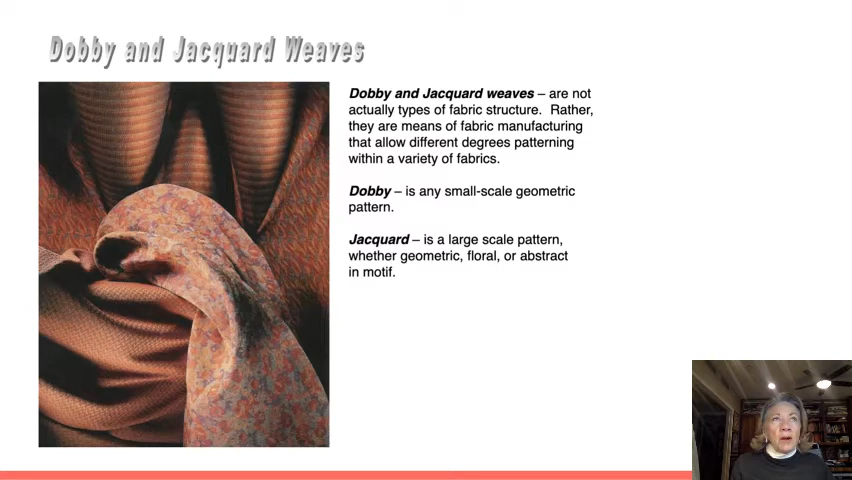 Dobby and Jacquard Weaves
Dobby and Jacquard weaves – are not
actually types of fabric structure.  Rather,
they are means of fabric manufacturing
that allow different degrees patterning
within a variety of fabrics.
Dobby – is any small-scale geometric
pattern.
Jacquard – is a large scale pattern,
whether geometric, floral, or abstract
in motif.